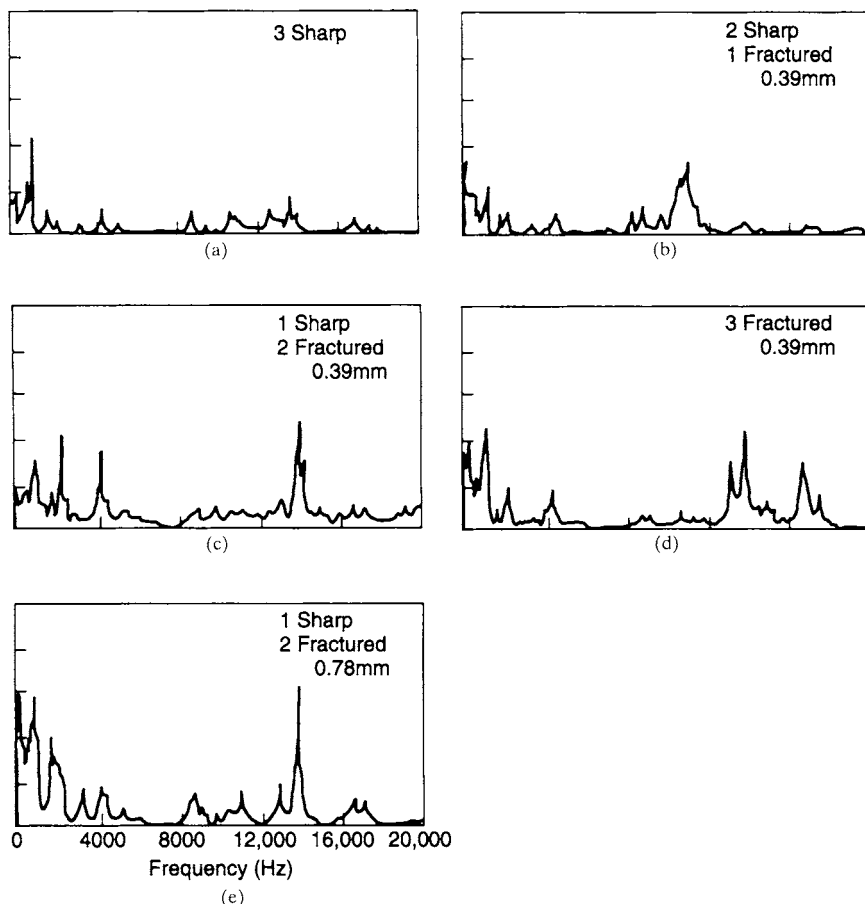 3 Sharp
(a)
2 Sharp
1 Fractured
0.39mm
(b)
1 Sharp
2 Fractured
0.39mm
(c)
3 Fractured
0.39mm
(d)
1 Sharp
2 Fractured
0.78mm
0 4000 8000 12,000 16,000 20,000
Frequency (Hz)
(e)